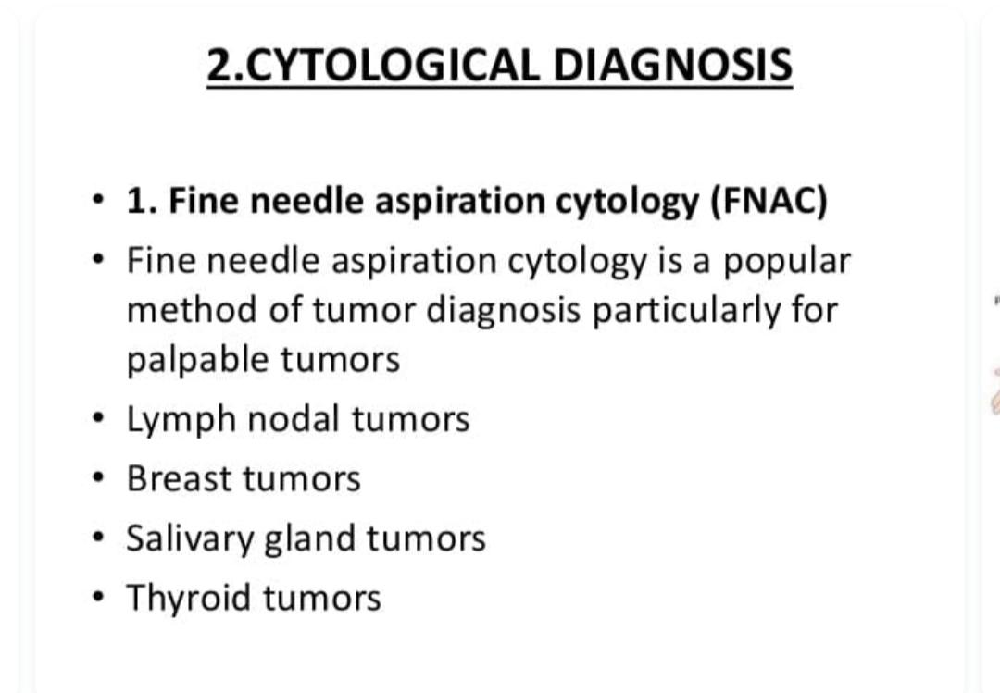 2.CYTOLOGICAL DIAGNOSIS
• 1. Fine needle aspiration cytology (FNAC)
• Fine needle aspiration cytology is a popular
method of tumor diagnosis particularly for
palpable tumors
• Lymph nodal tumors
• Breast tumors
• Salivary gland tumors
• Thyroid tumors